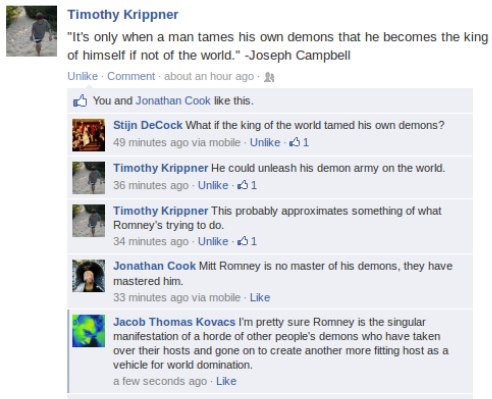 Timothy Krippner
"It's only when a man tames his own demons that he becomes the king
of himself if not of the world." -Joseph Campbell
Unlike · Comment · about an hour ago ·
You and Jonathan Cook like this.
Stijn DeCock What if the king of the world tamed his own demons?
49 minutes ago via mobile · Unlike · 1
Timothy Krippner He could unleash his demon army on the world.
36 minutes ago · Unlike · 1
Timothy Krippner This probably approximates something of what
Romney's trying to do.
34 minutes ago · Unlike · 1
Jonathan Cook Mitt Romney is no master of his demons, they have
mastered him.
33 minutes ago via mobile · Like
Jacob Thomas Kovacs I'm pretty sure Romney is the singular
manifestation of a horde of other people's demons who have taken
over their hosts and gone on to create another more fitting host as a
vehicle for world domination.
a few seconds ago · Like